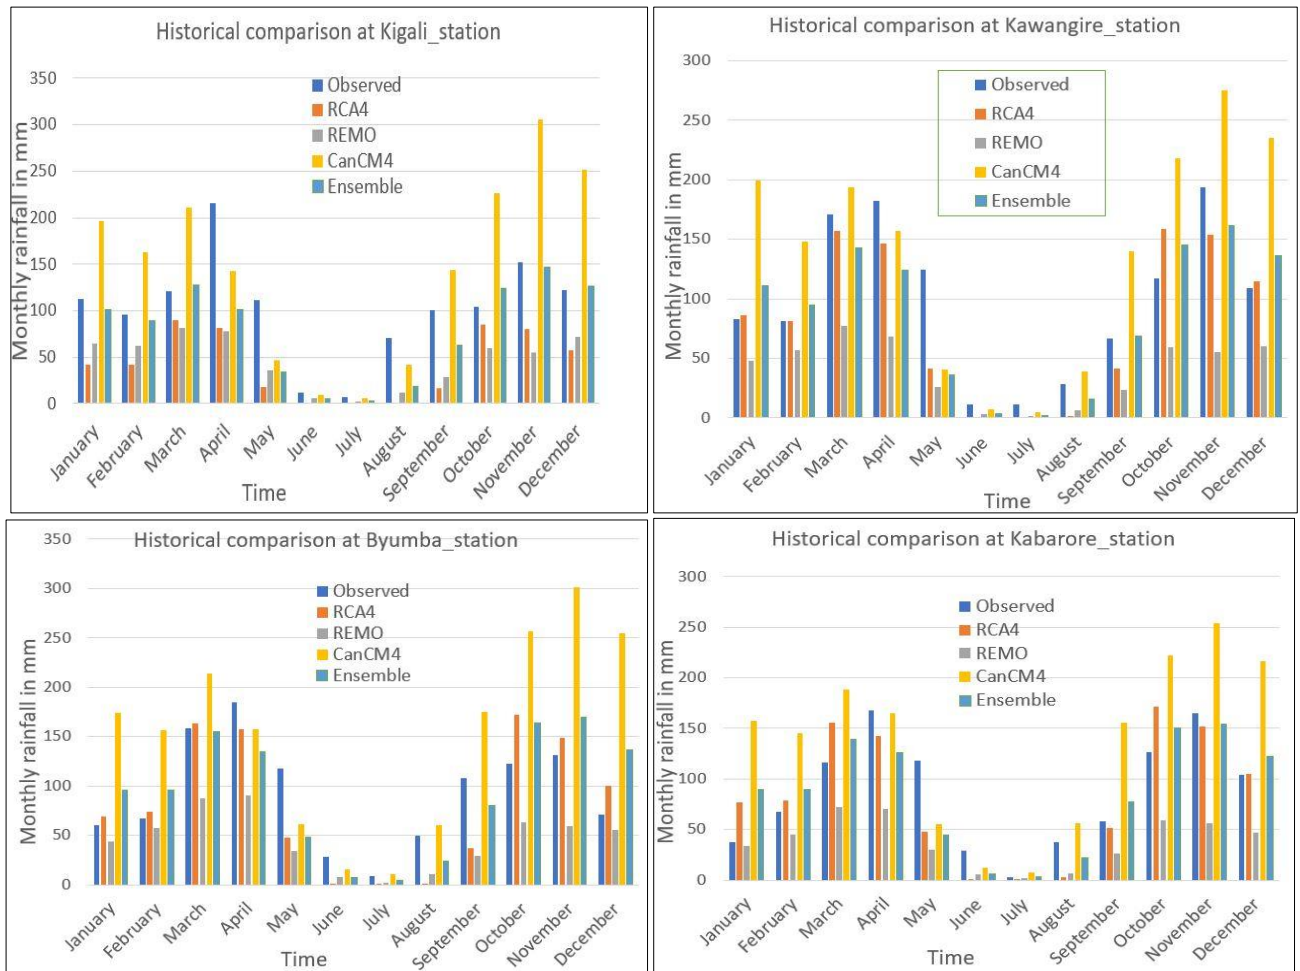 Historical comparison at Kigali_station
Monthly rainfall in mm
350
300
250
200
150
100
50
0
Observed
RCA4
REMO
CanCM4
Ensemble
January
February
March
April
May
June
July
August
September
October
November
December
Time
Historical comparison at Kawangire_station
Monthly rainfall in mm
300
250
200
150
100
50
0
Observed
RCA4
REMO
CanCM4
Ensemble
January
February
March
April
May
June
July
August
September
October
November
December
Time
Historical comparison at Byumba_station
Monthly rainfall in mm
350
300
250
200
150
100
50
0
Observed
RCA4
REMO
CanCM4
Ensemble
January
February
March
April
May
June
July
August
September
October
November
December
Time
Historical comparison at Kabarore_station
Monthly rainfall in mm
300
250
200
150
100
50
0
Observed
RCA4
REMO
CanCM4
Ensemble
January
February
March
April
May
June
July
August
September
October
November
December
Time